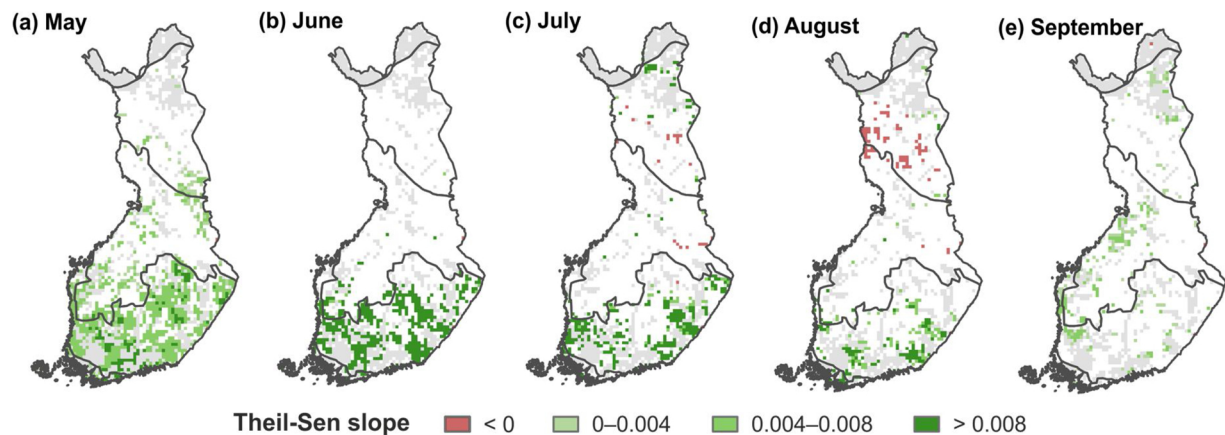 (a) May
(b) June
(c) July
(d) August
(e) September
Theil-Sen slope
< 0
0–0.004
0.004–0.008
> 0.008